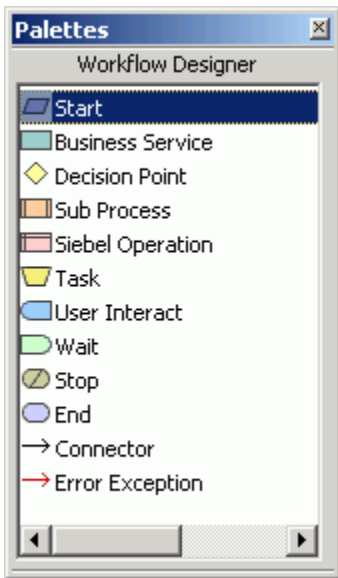 Palettes
Workflow Designer
Start
Business Service
Decision Point
Sub Process
Siebel Operation
Task
User Interact
Wait
Stop
End
Connector
Error Exception